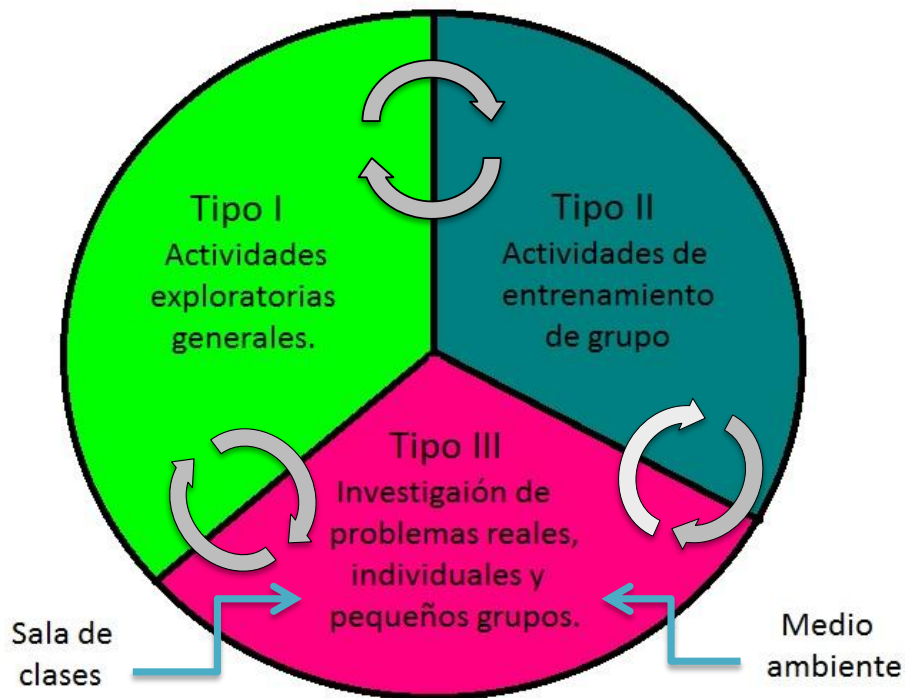 Tipo I
Actividades
exploratorias
generales.
Tipo II
Actividades de
entrenamiento
de grupo
Tipo III
Investigaión de
problemas reales,
individuales y
pequeños grupos.
Sala de
clases
Medio
ambiente